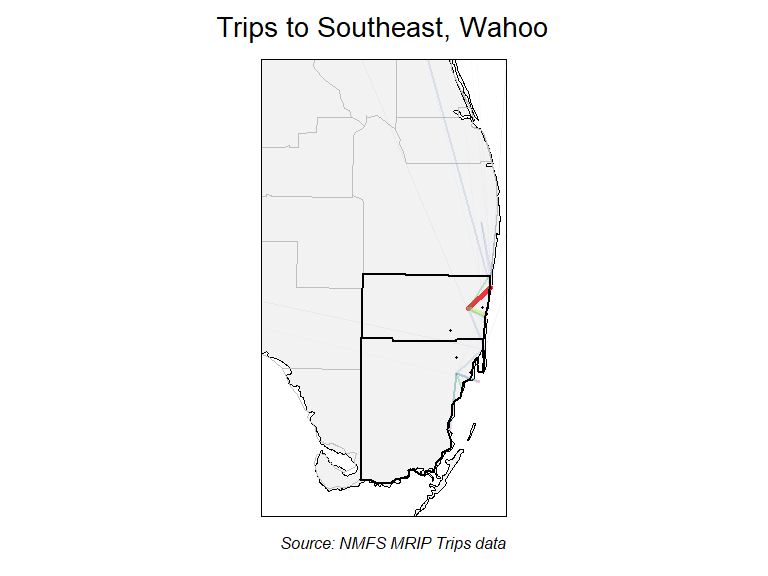 Trips to Southeast, Wahoo
Source: NMFS MRIP Trips data